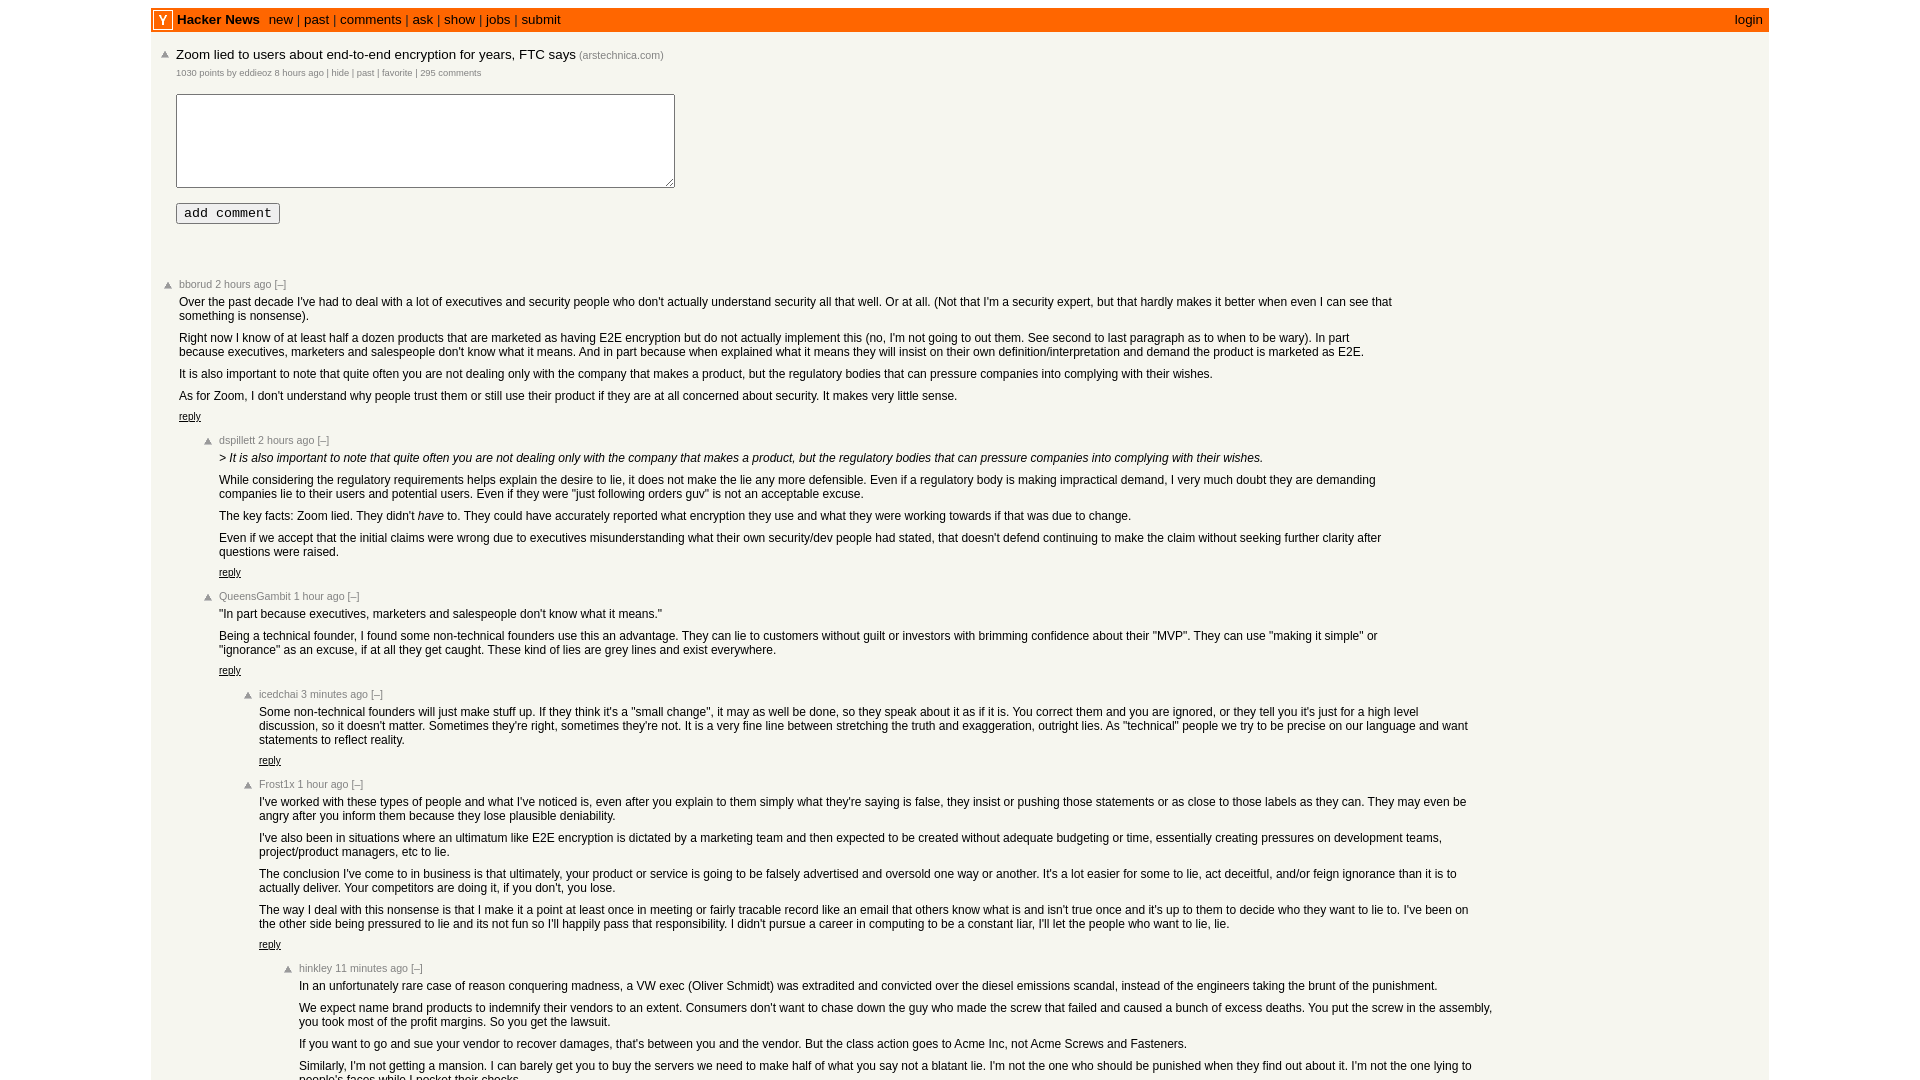 Y Hacker News new | past | comments | ask | show | jobs | submit login
Zoom lied to users about end-to-end encryption for years, FTC says (arstechnica.com)
1030 points by eddieoz 8 hours ago | hide | past | favorite | 295 comments
add comment
bborud 2 hours ago [–]
Over the past decade I've had to deal with a lot of executives and security people who don't actually understand security all that well. Or at all. (Not that I'm a security expert, but that hardly makes it better when even I can see that
something is nonsense).
Right now I know of at least half a dozen products that are marketed as having E2E encryption but do not actually implement this (no, I'm not going to out them. See second to last paragraph as to when to be wary). In part
because executives, marketers and salespeople don't know what it means. And in part because when explained what it means they will insist on their own definition/interpretation and demand the product is marketed as E2E.
It is also important to note that quite often you are not dealing only with the company that makes a product, but the regulatory bodies that can pressure companies into complying with their wishes.
As for Zoom, I don't understand why people trust them or still use their product if they are at all concerned about security. It makes very little sense.
reply
dspillett 2 hours ago [–]
> It is also important to note that quite often you are not dealing only with the company that makes a product, but the regulatory bodies that can pressure companies into complying with their wishes.
While considering the regulatory requirements helps explain the desire to lie, it does not make the lie any more defensible. Even if a regulatory body is making impractical demand, I very much doubt they are demanding
companies lie to their users and potential users. Even if they were "just following orders guv" is not an acceptable excuse.
The key facts: Zoom lied. They didn't have to. They could have accurately reported what encryption they use and what they were working towards if that was due to change.
Even if we accept that the initial claims were wrong due to executives misunderstanding what their own security/dev people had stated, that doesn't defend continuing to make the claim without seeking further clarity after
questions were raised.
reply
QueensGambit 1 hour ago [–]
"In part because executives, marketers and salespeople don't know what it means."
Being a technical founder, I found some non-technical founders use this an advantage. They can lie to customers without guilt or investors with brimming confidence about their "MVP". They can use "making it simple" or
"ignorance" as an excuse, if at all they get caught. These kind of lies are grey lines and exist everywhere.
reply
icedchai 3 minutes ago [–]
Some non-technical founders will just make stuff up. If they think it's a "small change", it may as well be done, so they speak about it as if it is. You correct them and you are ignored, or they tell you it's just for a high level
discussion, so it doesn't matter. Sometimes they're right, sometimes they're not. It is a very fine line between stretching the truth and exaggeration, outright lies. As "technical" people we try to be precise on our language and want
statements to reflect reality.
reply
Frost1x 1 hour ago [–]
I've worked with these types of people and what I've noticed is, even after you explain to them simply what they're saying is false, they insist or pushing those statements or as close to those labels as they can. They may even be
angry after you inform them because they lose plausible deniability.
I've also been in situations where an ultimatum like E2E encryption is dictated by a marketing team and then expected to be created without adequate budgeting or time, essentially creating pressures on development teams,
project/product managers, etc to lie.
The conclusion I've come to in business is that ultimately, your product or service is going to be falsely advertised and oversold one way or another. It's a lot easier for some to lie, act deceitful, and/or feign ignorance than it is to
actually deliver. Your competitors are doing it, if you don't, you lose.
The way I deal with this nonsense is that I make it a point at least once in meeting or fairly tracable record like an email that others know what is and isn't true once and it's up to them to decide who they want to lie to. I've been on
the other side being pressured to lie and its not fun so I'll happily pass that responsibility. I didn't pursue a career in computing to be a constant liar, I'll let the people who want to lie, lie.
reply
hinkley 11 minutes ago [–]
In an unfortunately rare case of reason conquering madness, a VW exec (Oliver Schmidt) was extradited and convicted over the diesel emissions scandal, instead of the engineers taking the brunt of the punishment.
We expect name brand products to indemnify their vendors to an extent. Consumers don't want to chase down the guy who made the screw that failed and caused a bunch of excess deaths. You put the screw in the assembly,
you took most of the profit margins. So you get the lawsuit.
If you want to go and sue your vendor to recover damages, that's between you and the vendor. But the class action goes to Acme Inc, not Acme Screws and Fasteners.
Similarly, I'm not getting a mansion. I can barely get you to buy the servers we need to make half of what you say not a blatant lie. I'm not the one who should be punished when they find out about it. I'm not the one lying to
people's faces while I pocket their checks.